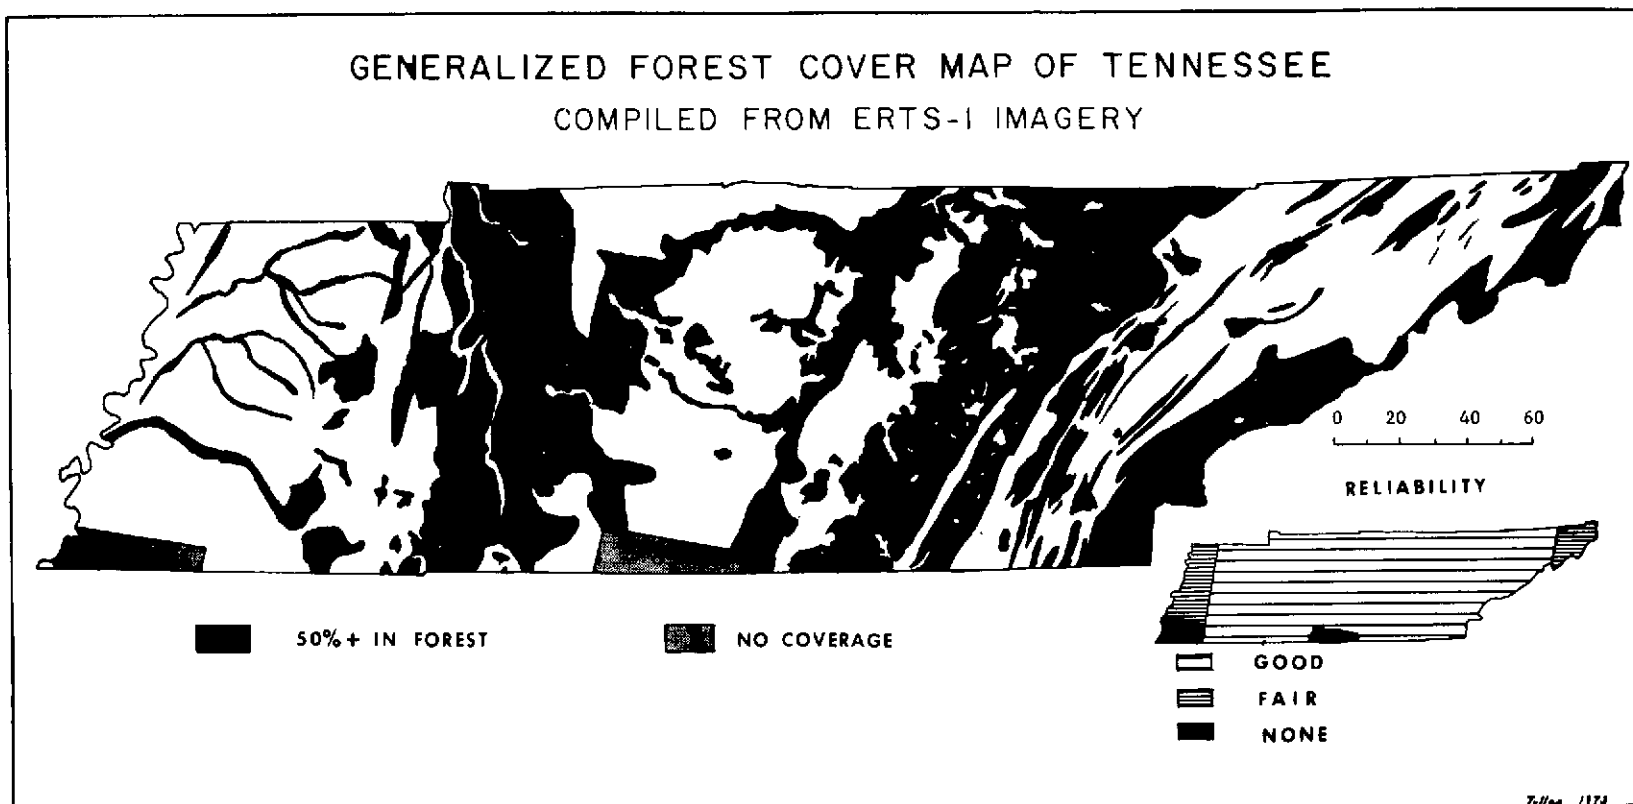 GENERALIZED FOREST COVER MAP OF TENNESSEE
COMPILED FROM ERTS-1 IMAGERY
0 20 40 60
RELIABILITY
50%+ IN FOREST
NO COVERAGE
GOOD
FAIR
NONE